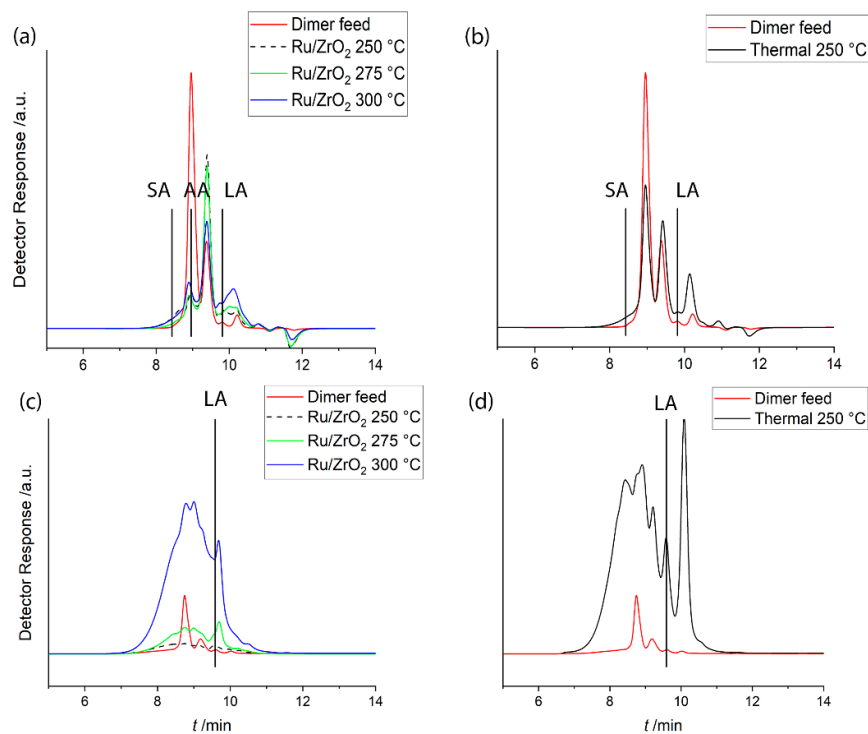 (a)
Dimer feed
Ru/ZrO₂ 250 °C
Ru/ZrO₂ 275 °C
Ru/ZrO₂ 300 °C
SA AA LA
Detector Response /a.u.
6 8 10 12 14
(b)
Dimer feed
Thermal 250 °C
SA LA
6 8 10 12 14
(c)
LA
Dimer feed
Ru/ZrO₂ 250 °C
Ru/ZrO₂ 275 °C
Ru/ZrO₂ 300 °C
Detector Response /a.u.
6 8 10 12 14
t /min
(d)
LA
Dimer feed
Thermal 250 °C
6 8 10 12 14
t /min